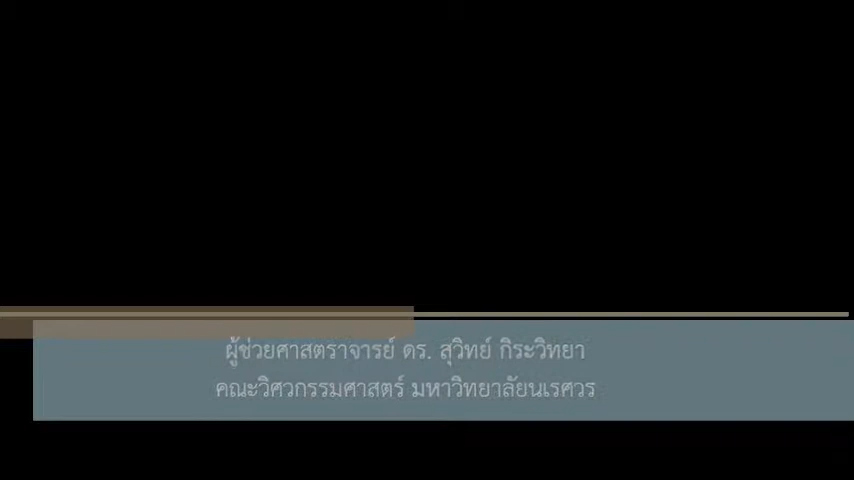 ผู้ช่วยศาสตราจารย์ ดร. สุวิทย์ กิระวิทยา
คณะวิศวกรรมศาสตร์ มหาวิทยาลัยนเรศวร